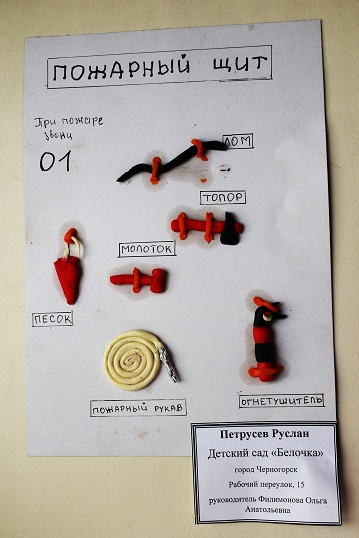 ПОЖАРНЫЙ ЩИТ
При пожаре
звони
01
ЛОМ
ТОПОР
МОЛОТОК
ПЕСОК
ПОЖАРНЫЙ РУКАВ
ОГНЕТУШИТЕЛЬ
Петрусев Руслан
Детский сад «Белочка»
город Черногорск
Рабочий переулок, 15
руководитель Филимонова Ольга
Анатольевна